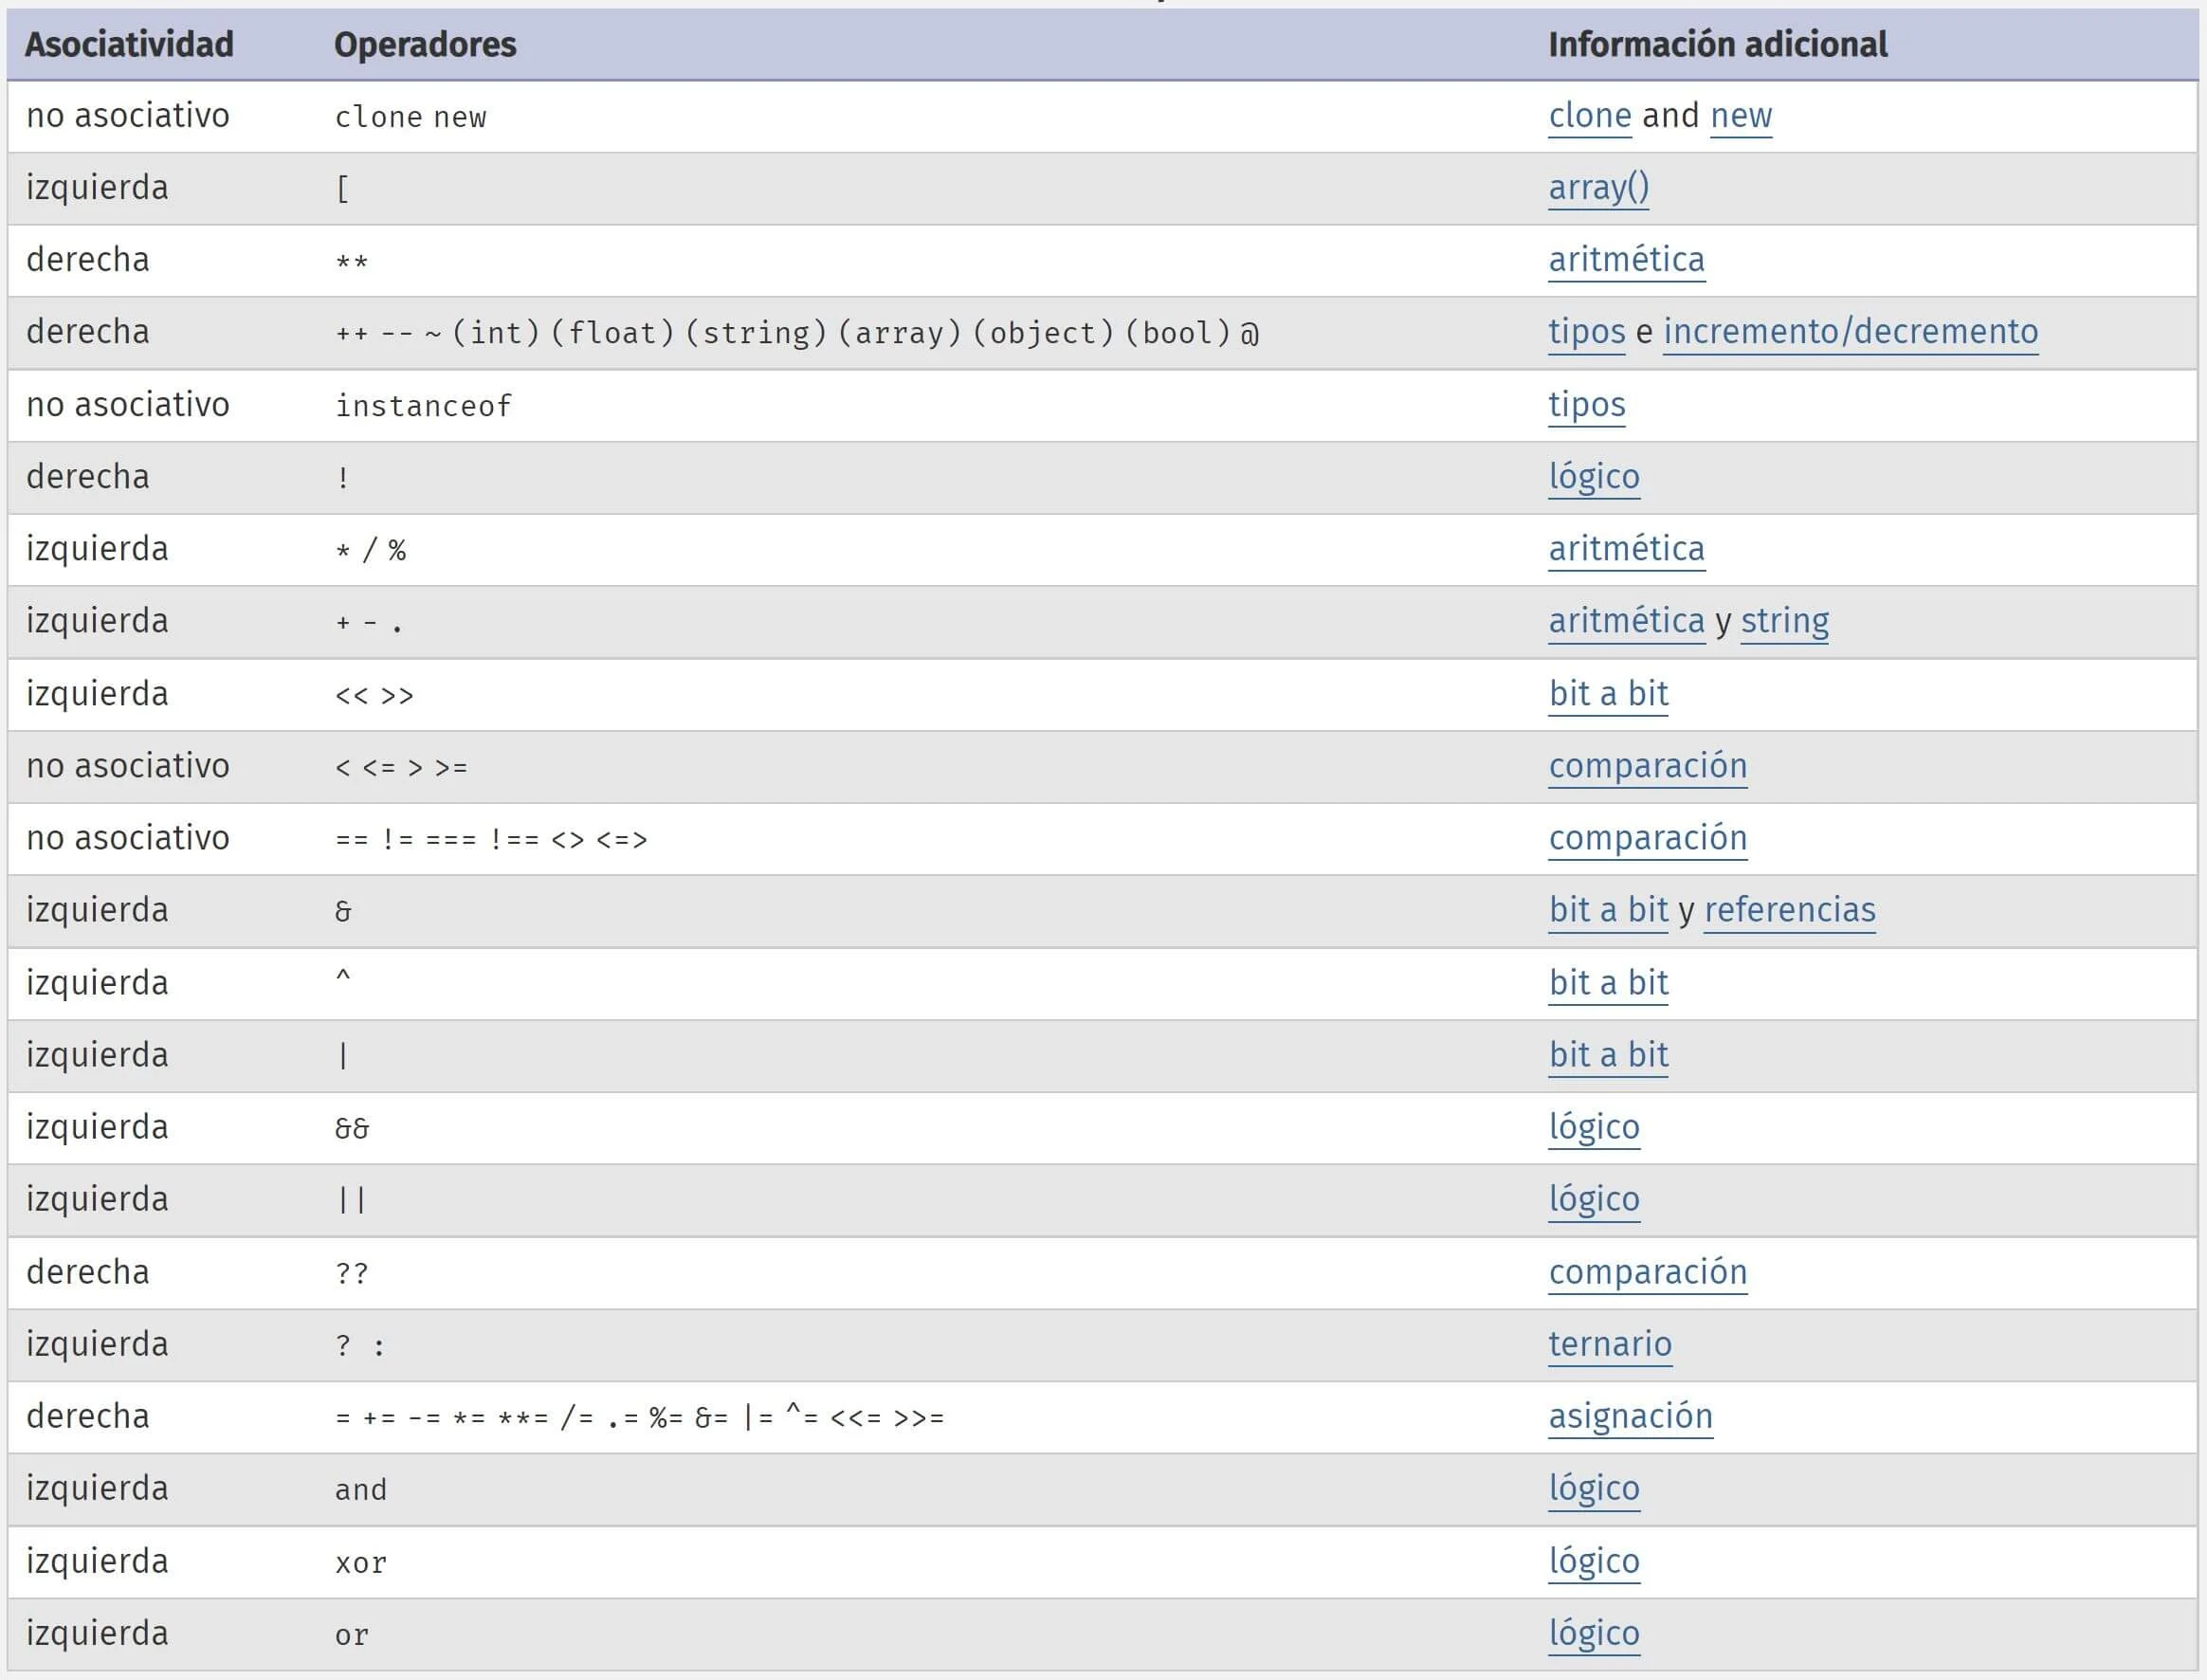 Asociatividad Operadores Información adicional
no asociativo clone new clone and new
izquierda [ array()
derecha ** aritmética
derecha ++ -- ~ (int) (float) (string) (array) (object) (bool) @ tipos e incremento/decremento
no asociativo instanceof tipos
derecha ! lógico
izquierda * / % aritmética
izquierda + - . aritmética y string
izquierda << >> bit a bit
no asociativo < <= > >= comparación
no asociativo == != === !== <> <=> comparación
izquierda & bit a bit y referencias
izquierda ^ bit a bit
izquierda | bit a bit
izquierda && lógico
izquierda || lógico
derecha ?? comparación
izquierda ? : ternario
derecha = += -= *= **= /= .= %= &= |= ^= <<= >>= asignación
izquierda and lógico
izquierda xor lógico
izquierda or lógico